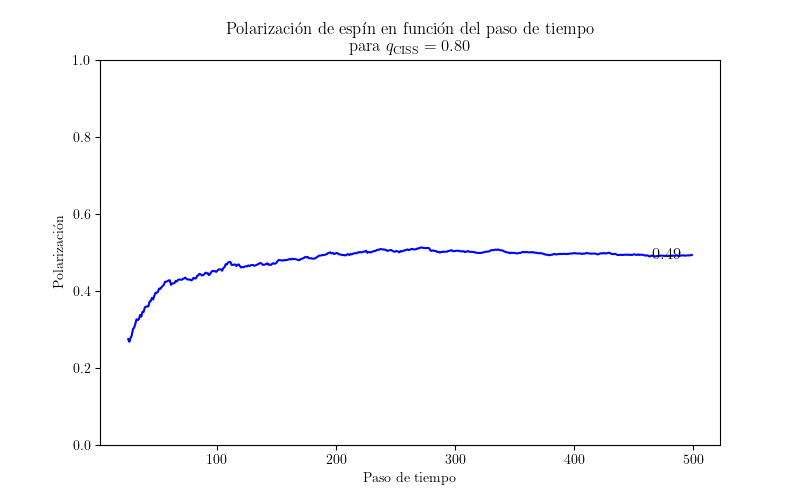 Polarización de espín en función del paso de tiempo
para $q_{\text{CISS}} = 0.80$
1.0
0.8
0.6
0.4
0.2
0.0
Polarización
0.49
100 200 300 400 500
Paso de tiempo